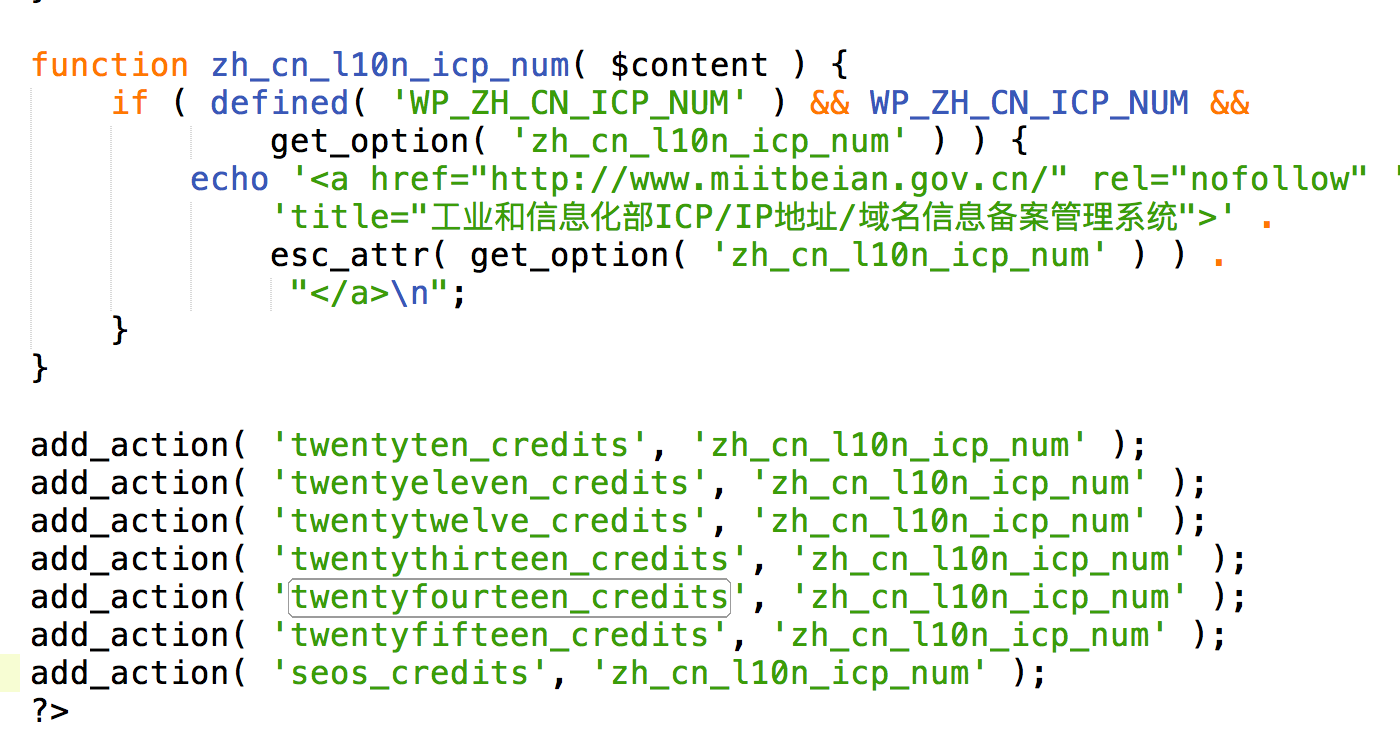 function zh_cn_l10n_icp_num( $content ) {
if ( defined( 'WP_ZH_CN_ICP_NUM' ) && WP_ZH_CN_ICP_NUM &&
get_option( 'zh_cn_l10n_icp_num' ) ) {
echo '<a href="http://www.miitbeian.gov.cn/" rel="nofollow" '
'title="工业和信息化部ICP/IP地址/域名信息备案管理系统">' .
esc_attr( get_option( 'zh_cn_l10n_icp_num' ) ) .
"</a>\n";
}
}
add_action( 'twentyten_credits', 'zh_cn_l10n_icp_num' );
add_action( 'twentyeleven_credits', 'zh_cn_l10n_icp_num' );
add_action( 'twentytwelve_credits', 'zh_cn_l10n_icp_num' );
add_action( 'twentythirteen_credits', 'zh_cn_l10n_icp_num' );
add_action( 'twentyfourteen_credits', 'zh_cn_l10n_icp_num' );
add_action( 'twentyfifteen_credits', 'zh_cn_l10n_icp_num' );
add_action( 'seos_credits', 'zh_cn_l10n_icp_num' );
?>